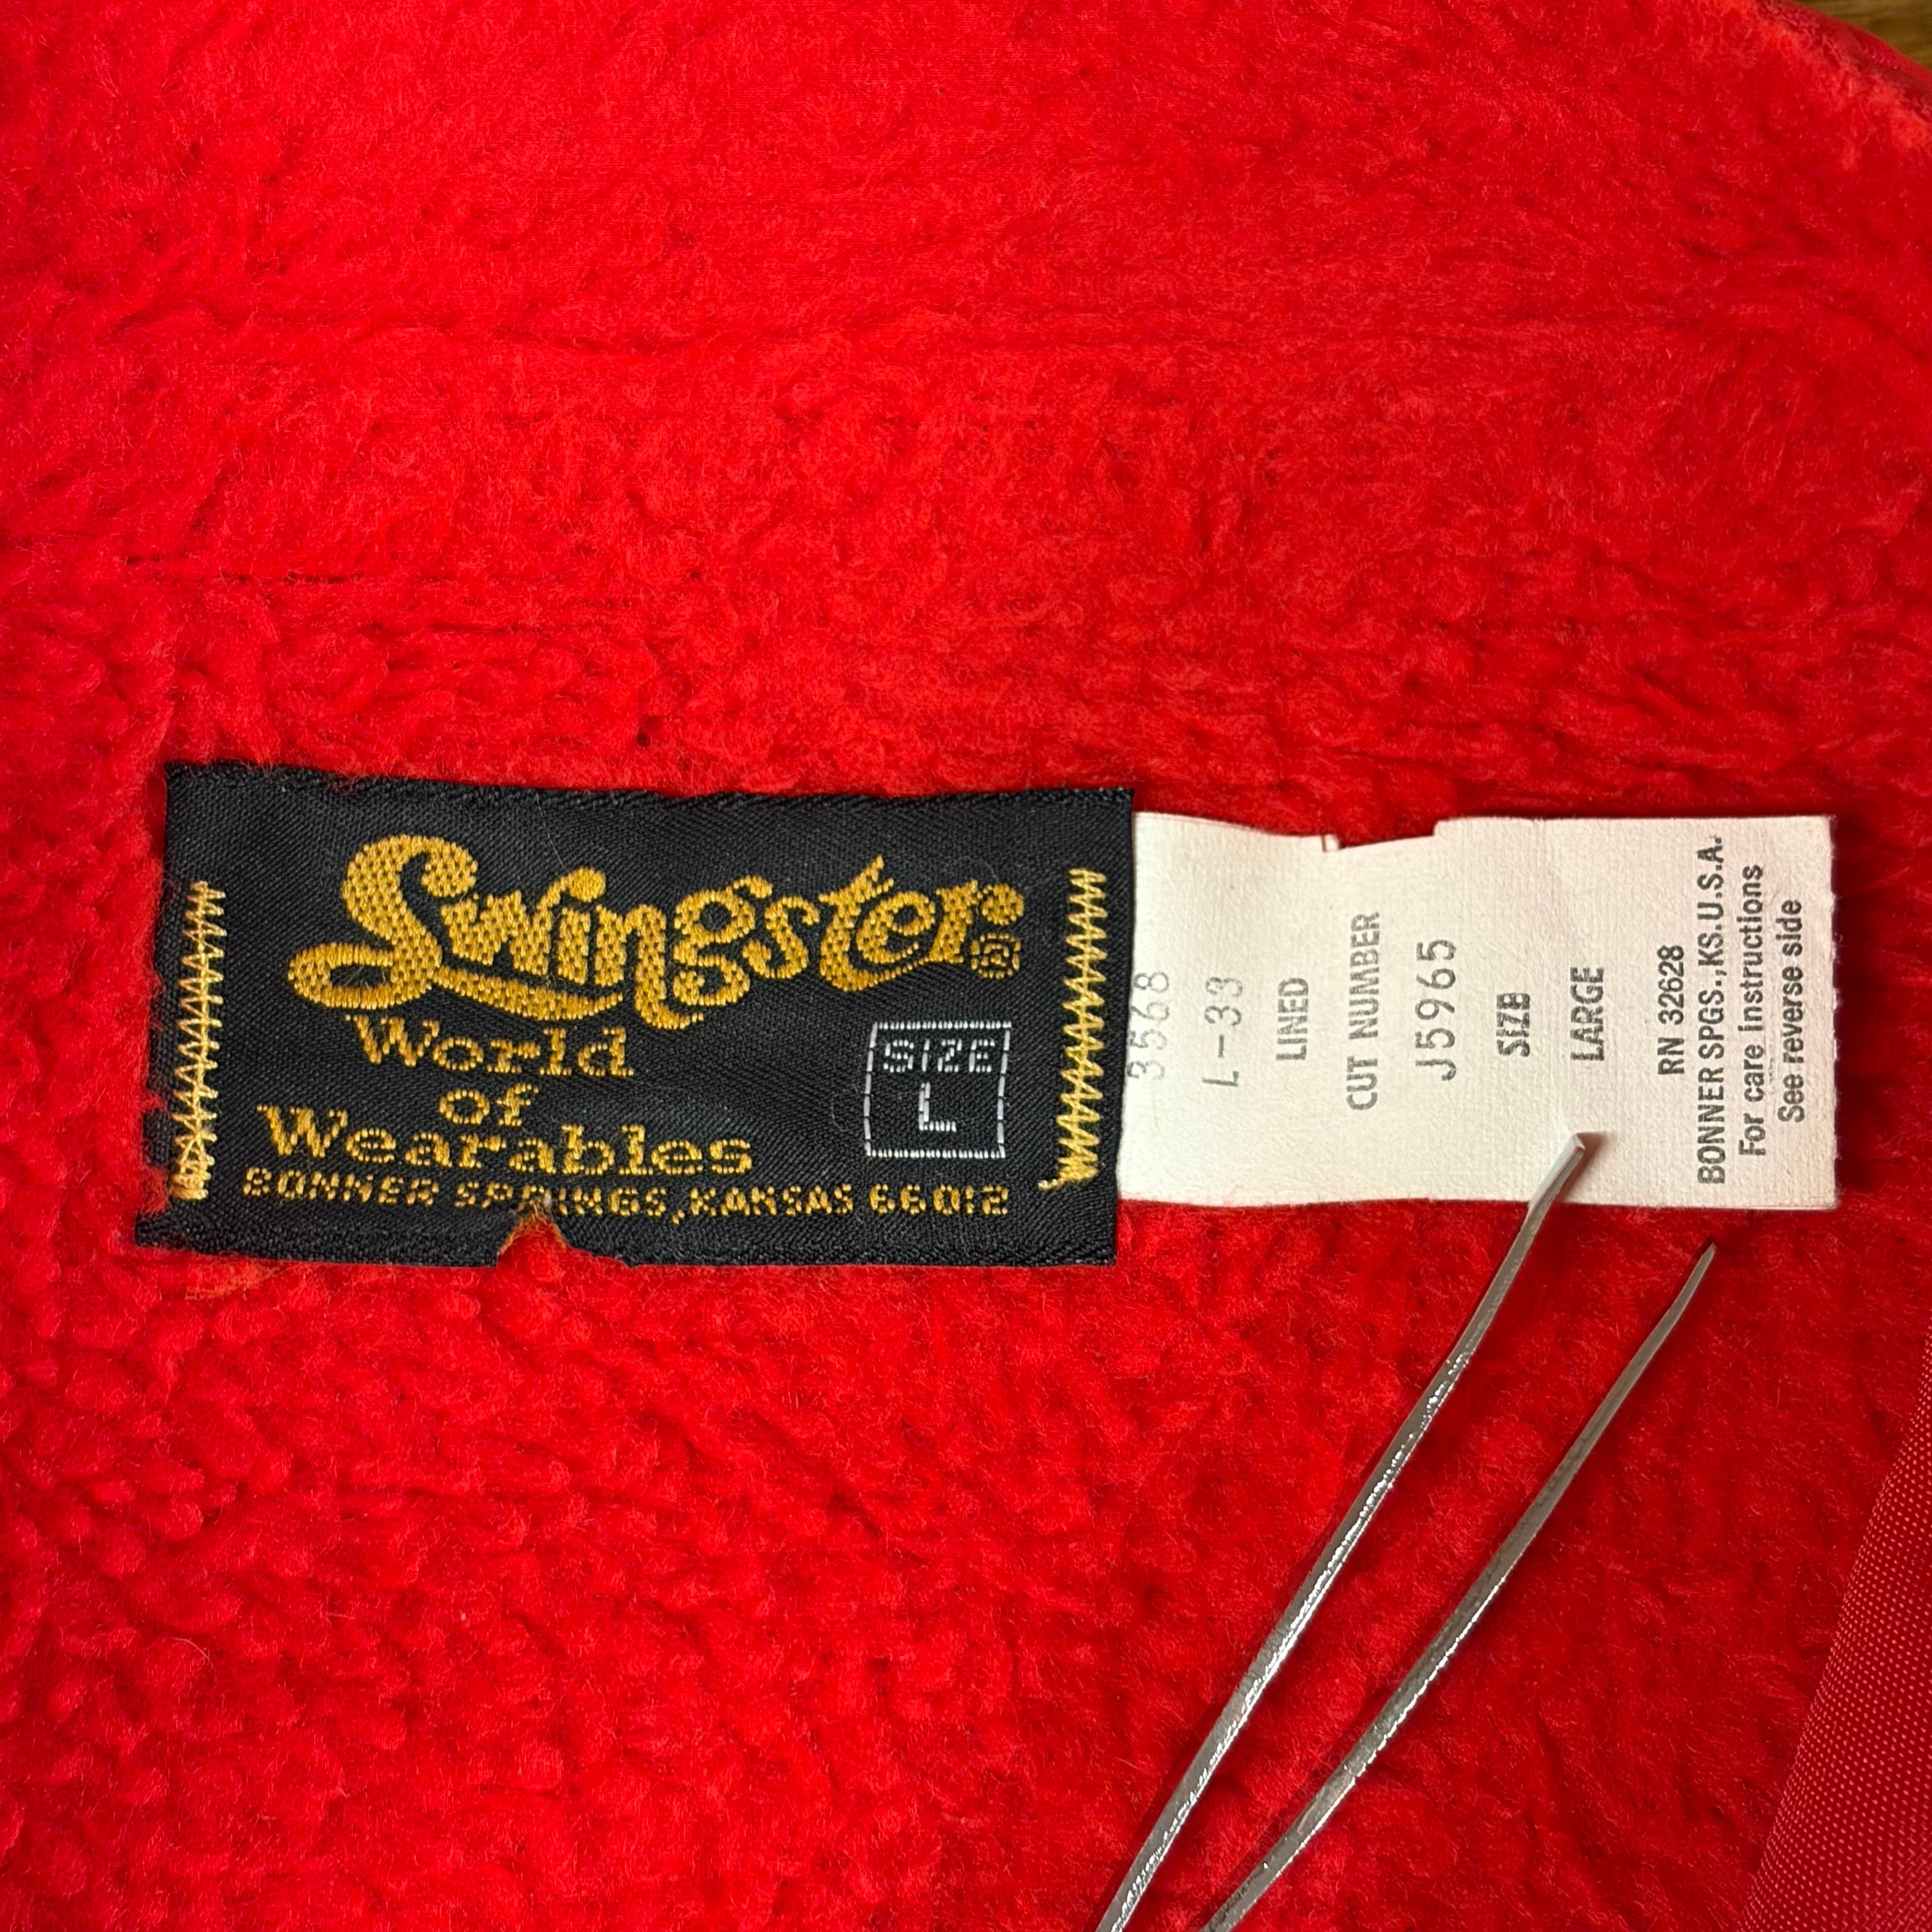 Swingster®
World
of
Wearables
SIZE
L
BONNER SPRINGS, KANSAS 66012
3568
L-33
LINED
CUT NUMBER
J5965
SIZE
LARGE
RN 32628
BONNER SPGS., KS. U.S.A.
For care instructions
See reverse side